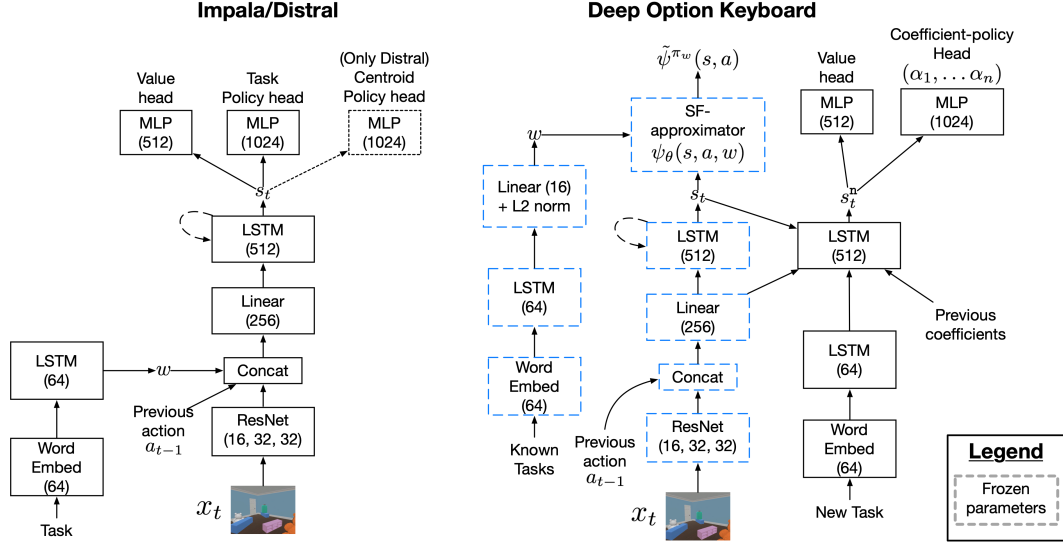 Impala/Distral
Value
head
Task
Policy head
(Only Distral)
Centroid
Policy head
MLP
(512)
MLP
(1024)
MLP
(1024)
s_t
LSTM
(512)
Linear
(256)
LSTM
(64)
w
Concat
Previous
action
a_{t−1}
ResNet
(16, 32, 32)
Word
Embed
(64)
Task
x_t
Deep Option Keyboard
ψ̃^{π_w}(s, a)
SF-
approximator
ψ_θ(s, a, w)
w
Linear (16)
+ L2 norm
LSTM
(64)
Word
Embed
(64)
Known
Tasks
s_t
LSTM
(512)
Linear
(256)
Concat
Previous
action
a_{t−1}
ResNet
(16, 32, 32)
x_t
Value
head
Coefficient-policy
Head
(α_1, . . . α_n)
MLP
(512)
MLP
(1024)
s_t^n
LSTM
(512)
Previous
coefficients
LSTM
(64)
Word
Embed
(64)
New Task
Legend
Frozen
parameters